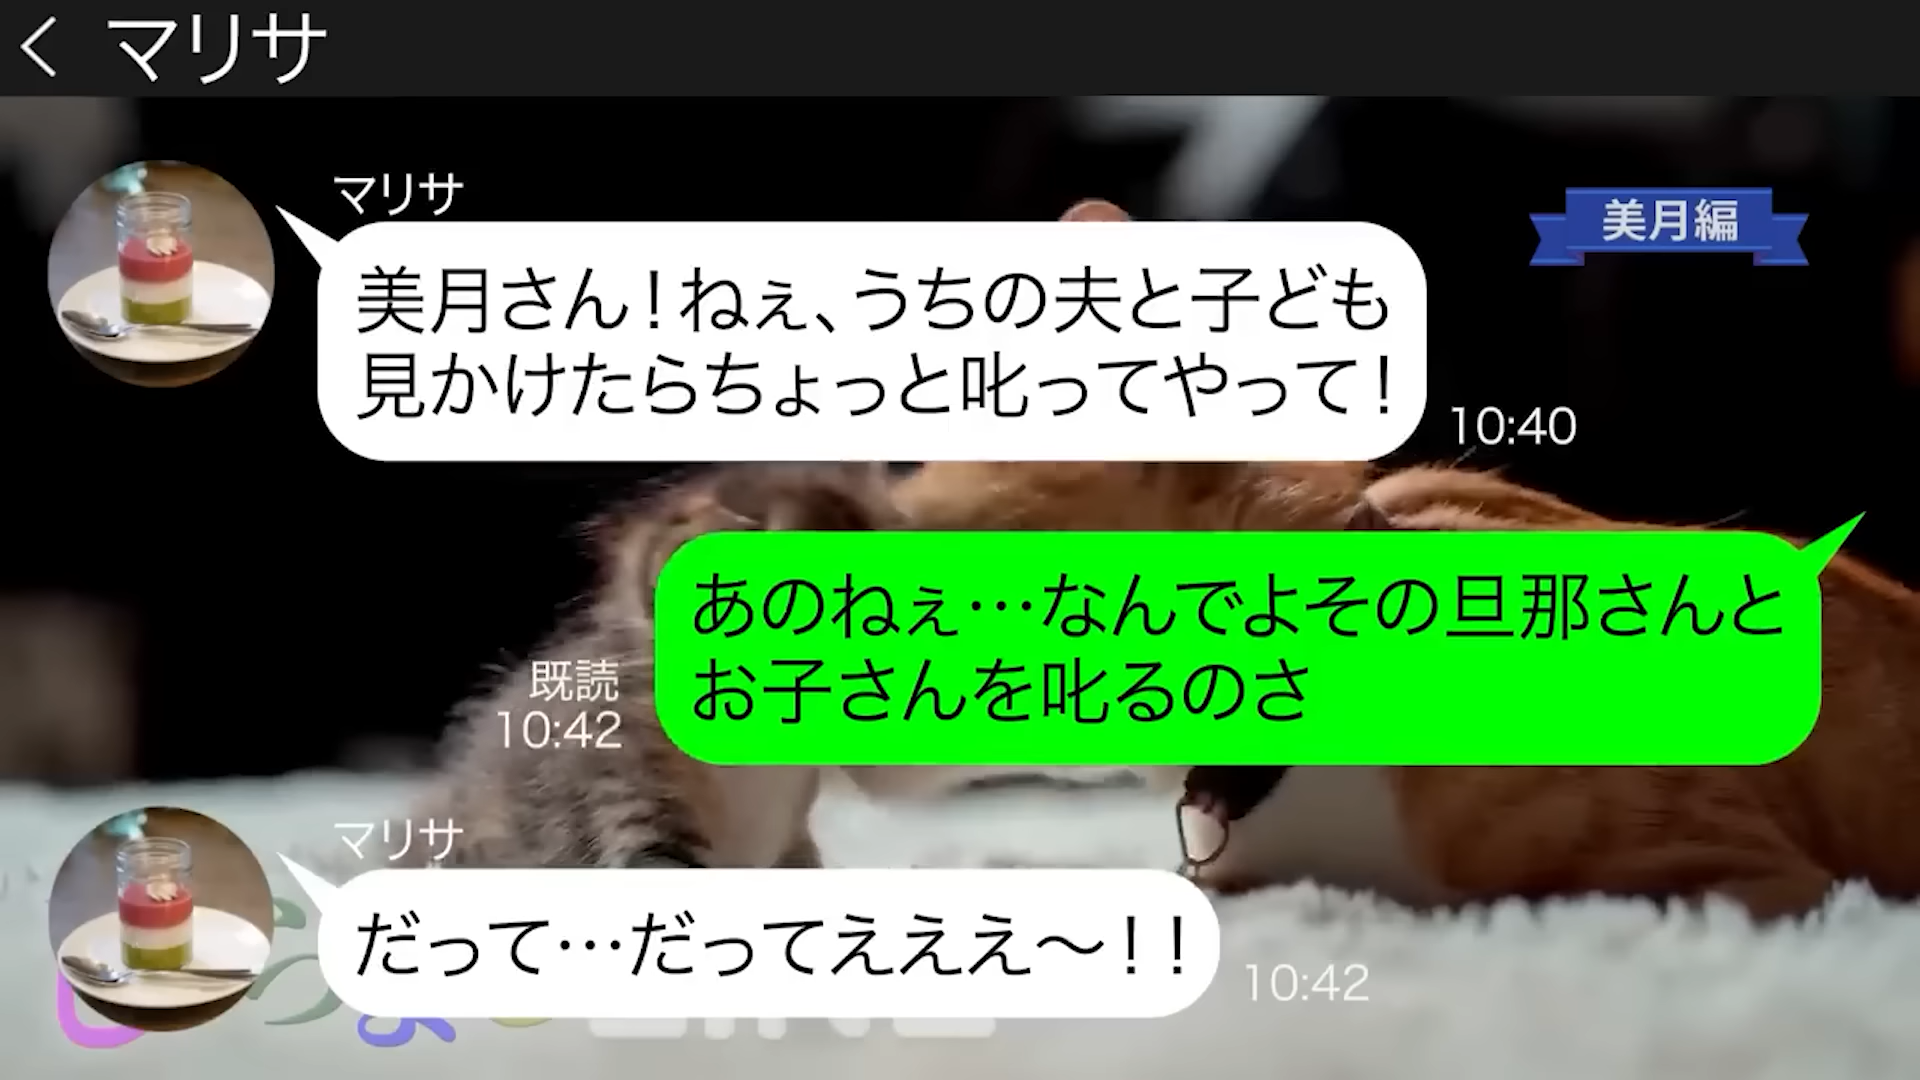 マリサ
マリサ
美月編
美月さん!ねぇ、うちの夫と子ども
見かけたらちょっと叱ってやって!
10:40
あのねぇ…なんでよその旦那さんと
お子さんを叱るのさ
既読
10:42
マリサ
だって…だってえええ〜!!
10:42